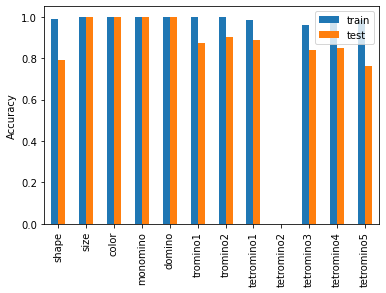 train
test
Accuracy
1.0
0.8
0.6
0.4
0.2
0.0
shape
size
color
monomino
domino
tromino1
tromino2
tetromino1
tetromino2
tetromino3
tetromino4
tetromino5